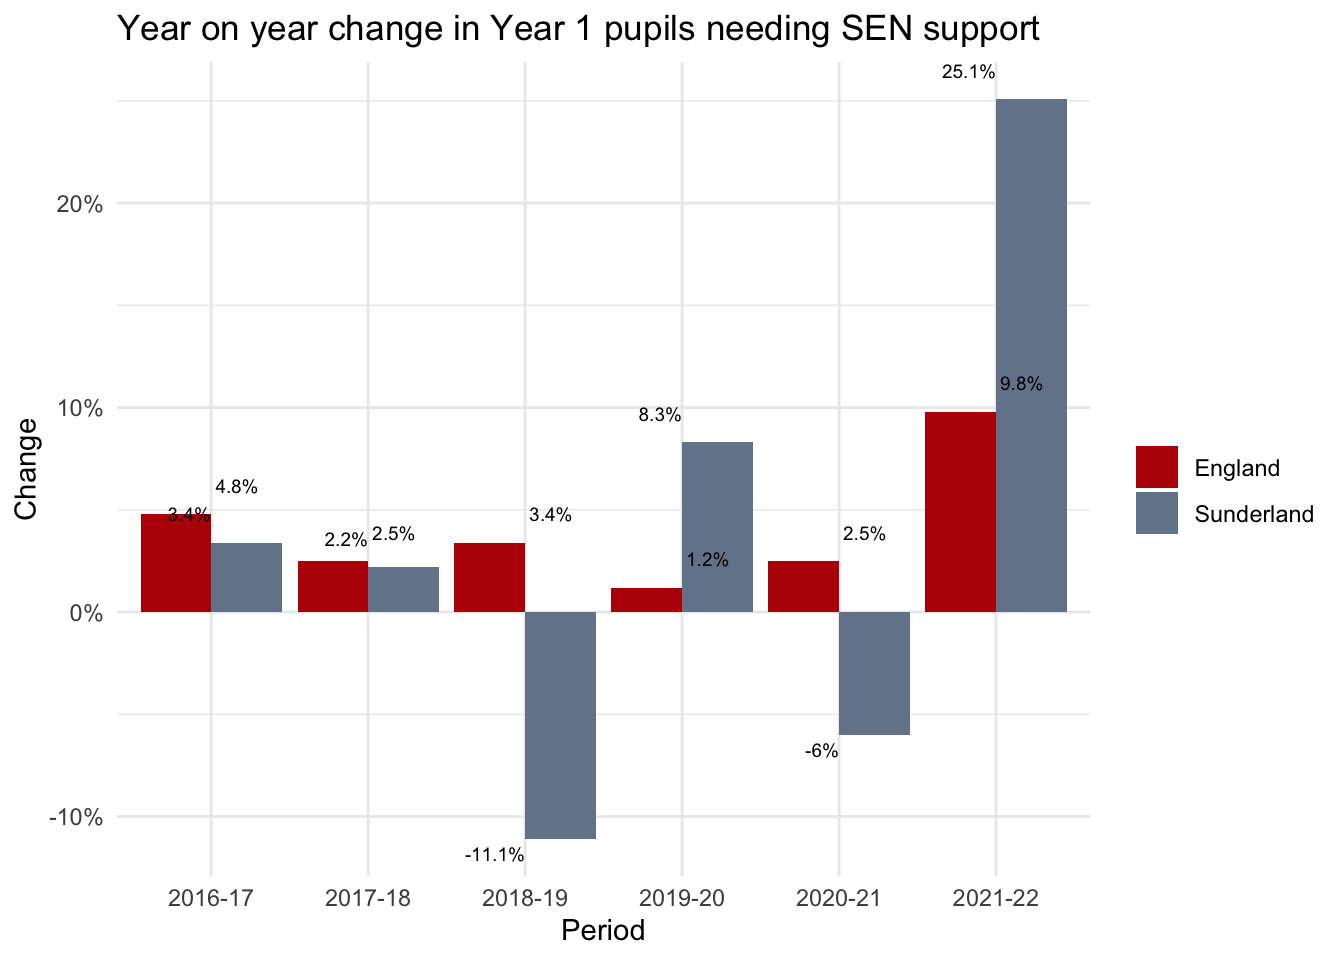 Year on year change in Year 1 pupils needing SEN support
25.1%
20%
9.8%
10%
8.3%
4.8%
3.4%
3.4%
2.2%
2.5%
2.5%
1.2%
0%
-6%
-10%
-11.1%
Change
England
Sunderland
2016-17 2017-18 2018-19 2019-20 2020-21 2021-22
Period